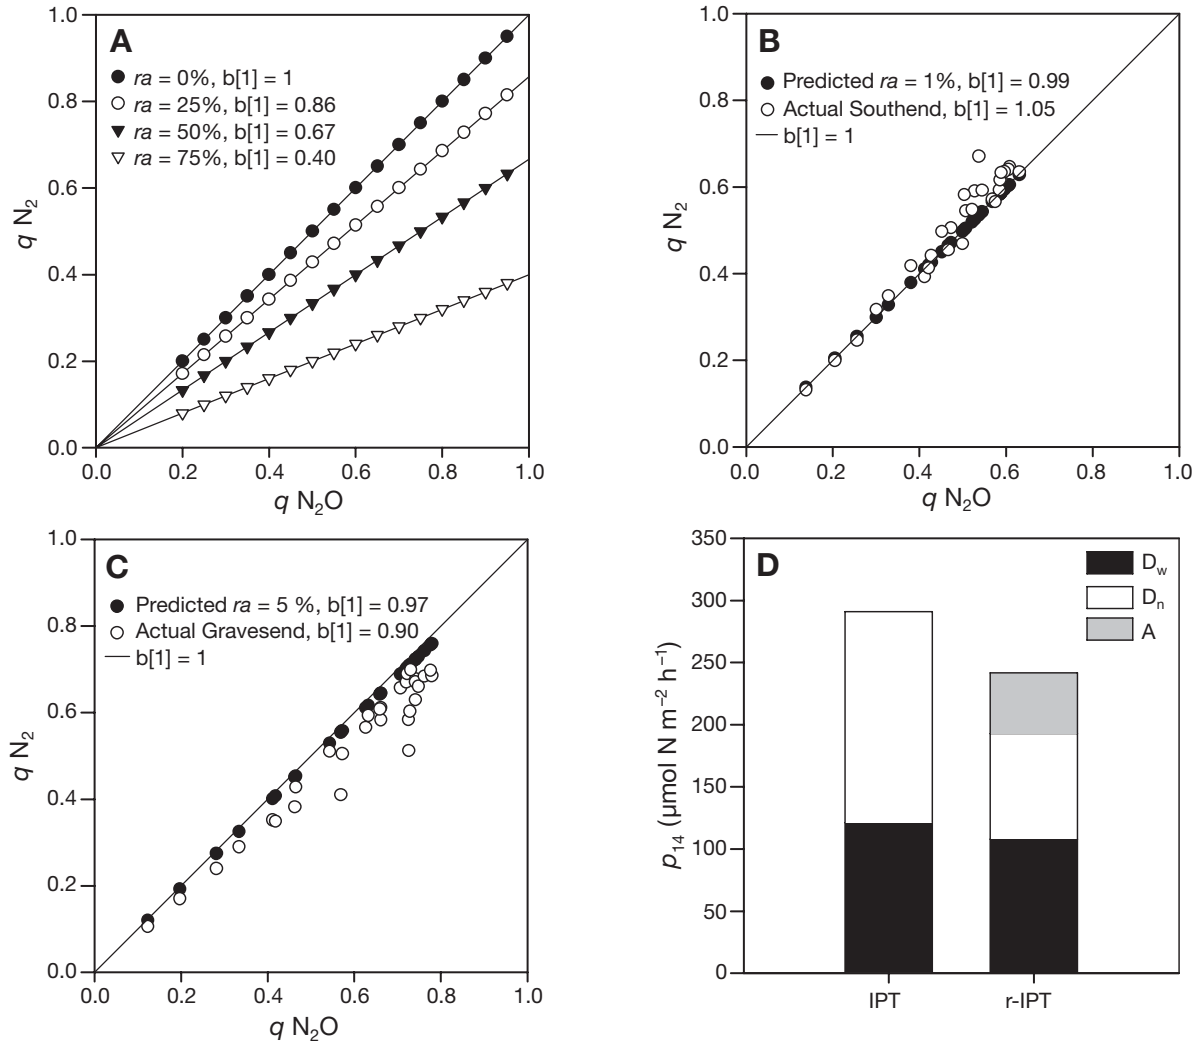 A
ra = 0%, b[1] = 1
ra = 25%, b[1] = 0.86
ra = 50%, b[1] = 0.67
ra = 75%, b[1] = 0.40
1.0
0.8
0.6
0.4
0.2
0.0
q N₂
0.0 0.2 0.4 0.6 0.8 1.0
q N₂O
B
Predicted ra = 1%, b[1] = 0.99
Actual Southend, b[1] = 1.05
b[1] = 1
1.0
0.8
0.6
0.4
0.2
0.0
q N₂
0.0 0.2 0.4 0.6 0.8 1.0
q N₂O
C
Predicted ra = 5 %, b[1] = 0.97
Actual Gravesend, b[1] = 0.90
b[1] = 1
1.0
0.8
0.6
0.4
0.2
0.0
q N₂
0.0 0.2 0.4 0.6 0.8 1.0
q N₂O
D
D_w
D_n
A
350
300
250
200
150
100
50
0
p₁₄ (µmol N m⁻² h⁻¹)
IPT r-IPT